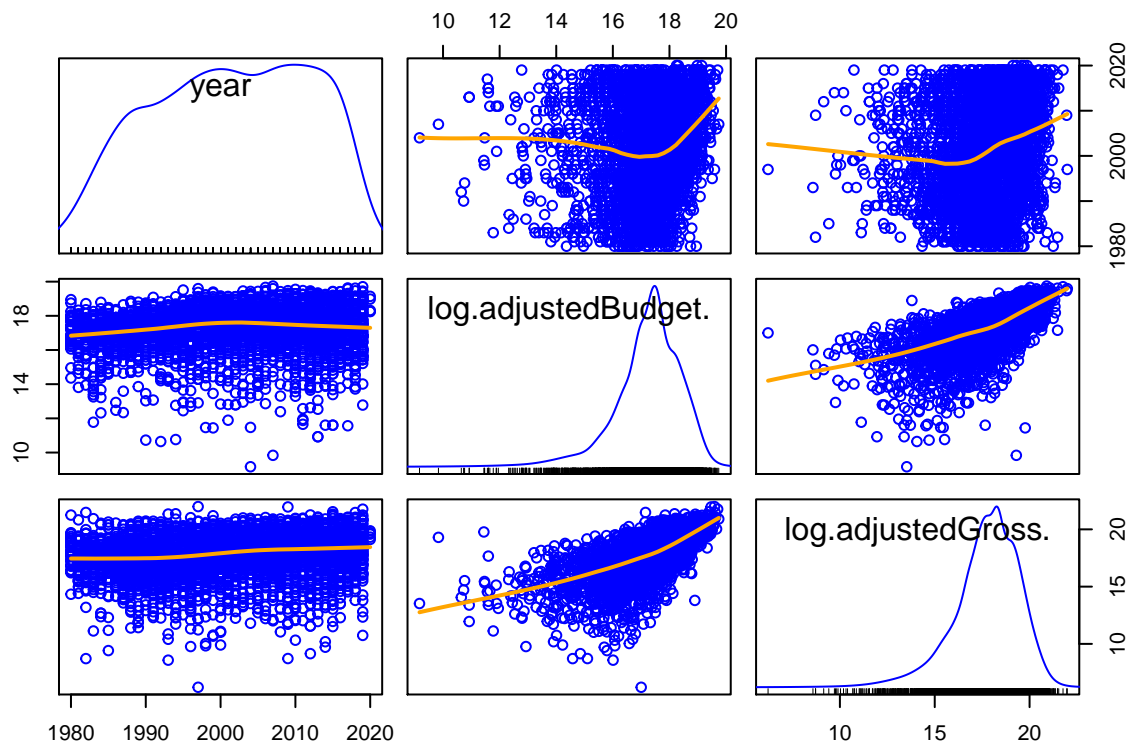 10 12 14 16 18 20
year
1980 2000 2020
log.adjustedBudget.
10 14 18
log.adjustedGross.
10 15 20
1980 1990 2000 2010 2020
10 15 20